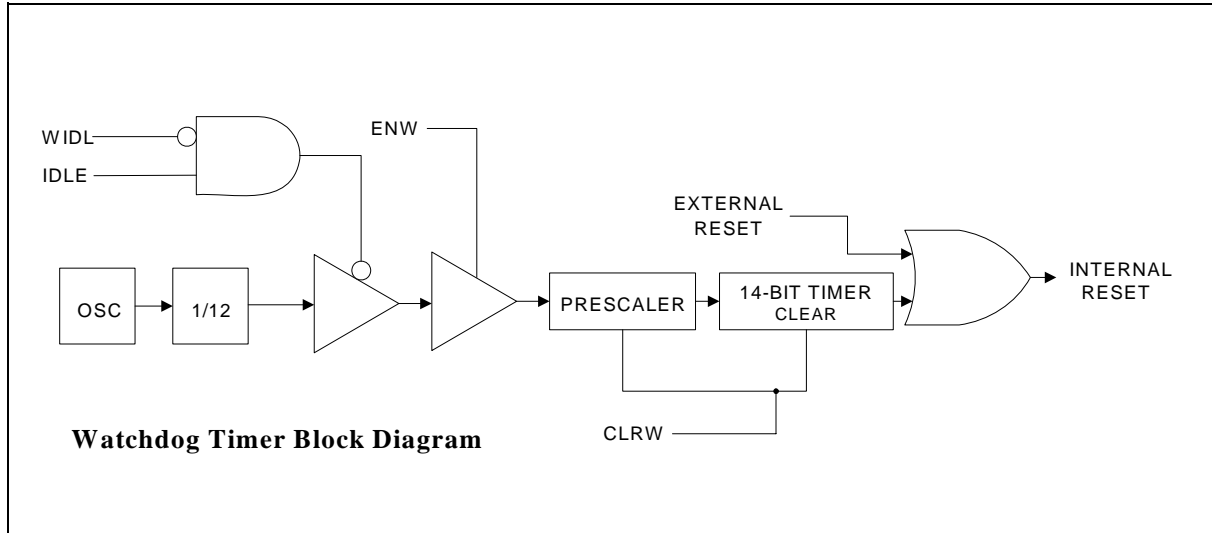 WIDL
IDLE
ENW
EXTERNAL
RESET
OSC
1/12
PRESCALER
14-BIT TIMER
CLEAR
INTERNAL
RESET
CLRW
Watchdog Timer Block Diagram